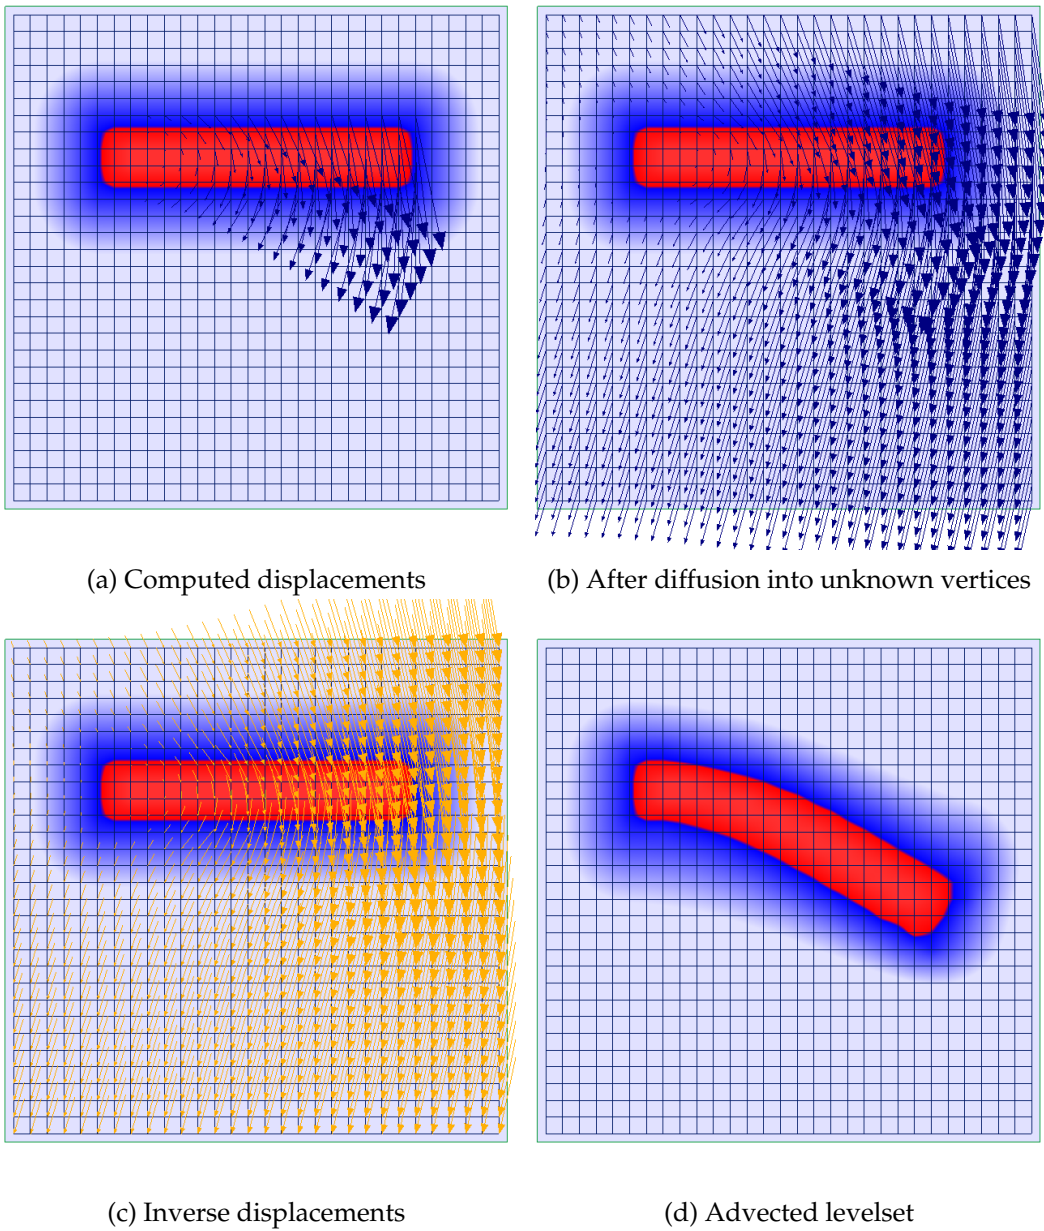 (a) Computed displacements
(b) After diffusion into unknown vertices
(c) Inverse displacements
(d) Advected levelset